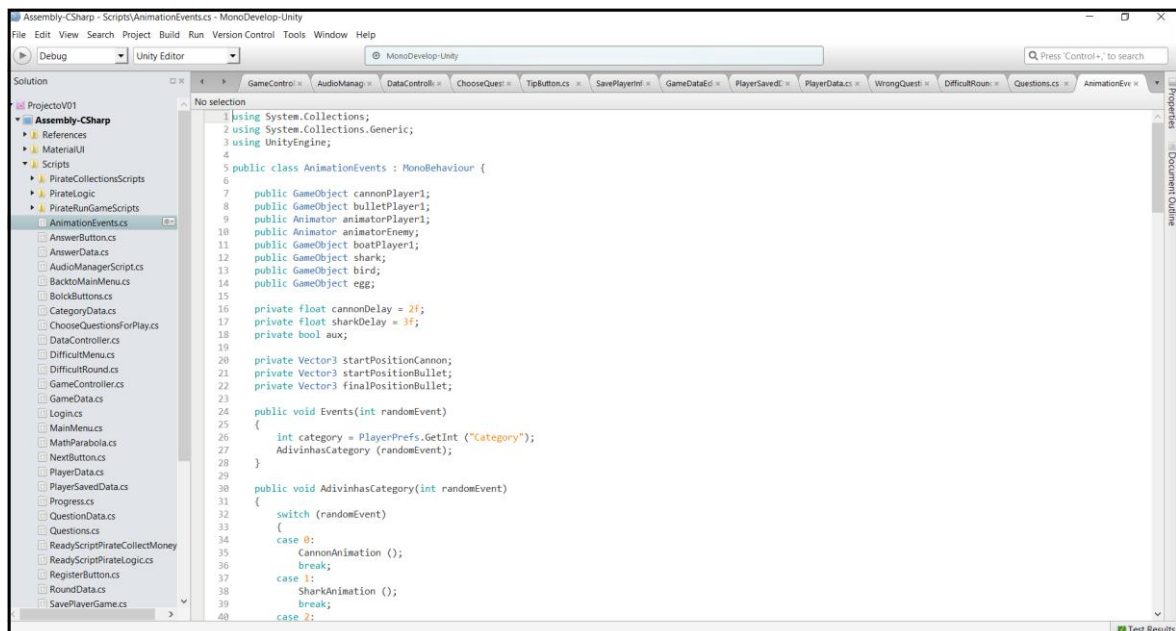 Assembly-CSharp - Scripts\AnimationEvents.cs - MonoDevelop-Unity
File Edit View Search Project Build Run Version Control Tools Window Help
Debug Unity Editor MonoDevelop-Unity Press 'Control+,' to search
Solution
GameControl AudioManag DataControlle ChooseQuest TipButton.cs SavePlayerInf GameDataEd PlayerSavedD PlayerData.cs WrongQuesti DifficultRoun Questions.cs AnimationEve
No selection
ProjectoV01
Assembly-CSharp
References
MaterialUI
Scripts
PirateCollectionsScripts
PirateLogic
PirateRunGameScripts
AnimationEvents.cs
AnswerButton.cs
AnswerData.cs
AudioManagerScript.cs
BacktoMainMenu.cs
BolckButtons.cs
CategoryData.cs
ChooseQuestionsForPlay.cs
DataController.cs
DifficultMenu.cs
DifficultRound.cs
GameController.cs
GameData.cs
Login.cs
MainMenu.cs
MathParabola.cs
NextButton.cs
PlayerData.cs
PlayerSavedData.cs
Progress.cs
QuestionData.cs
Questions.cs
ReadyScriptPirateCollectMoney
ReadyScriptPirateLogic.cs
RegisterButton.cs
RoundData.cs
SavePlayerGame.cs
1 using System.Collections;
2 using System.Collections.Generic;
3 using UnityEngine;
4
5 public class AnimationEvents : MonoBehaviour {
6
7 public GameObject cannonPlayer1;
8 public GameObject bulletPlayer1;
9 public Animator animatorPlayer1;
10 public Animator animatorEnemy;
11 public GameObject boatPlayer1;
12 public GameObject shark;
13 public GameObject bird;
14 public GameObject egg;
15
16 private float cannonDelay = 2f;
17 private float sharkDelay = 3f;
18 private bool aux;
19
20 private Vector3 startPositionCannon;
21 private Vector3 startPositionBullet;
22 private Vector3 finalPositionBullet;
23
24 public void Events(int randomEvent)
25 {
26 int category = PlayerPrefs.GetInt ("Category");
27 AdivinhasCategory (randomEvent);
28 }
29
30 public void AdivinhasCategory(int randomEvent)
31 {
32 switch (randomEvent)
33 {
34 case 0:
35 CannonAnimation ();
36 break;
37 case 1:
38 SharkAnimation ();
39 break;
40 case 2:
Properties
Document Outline
Test Results